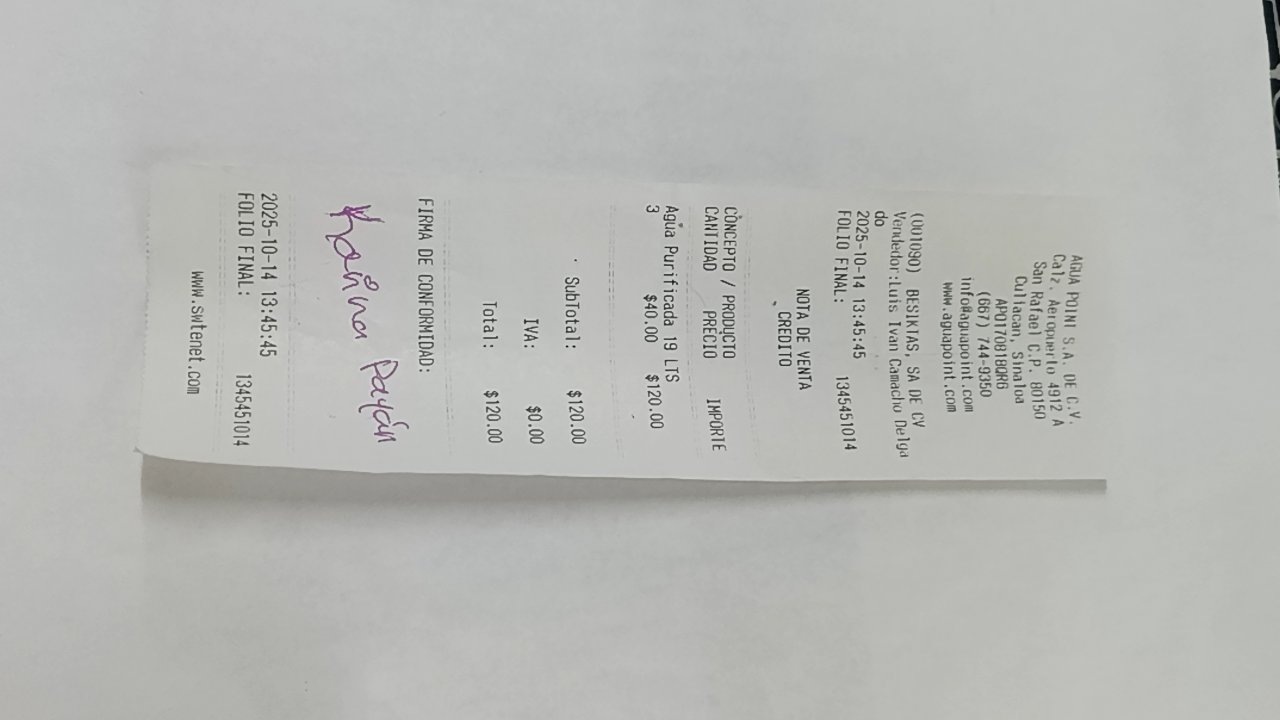 AGUA POINT S.A. DE C.V.
Calz. Aeropuerto 4912 A
San Rafael C.P. 80150
Culiacan, Sinaloa
APO170818QR6
(667) 744-9350
info@aguapoint.com
www.aguapoint.com
(001090) BESIKIAS, SA DE CV
Vendedor:Luis Ivan Camacho Delga
do
2025-10-14 13:45:45
FOLIO FINAL: 1345451014
NOTA DE VENTA
CREDITO
CONCEPTO / PRODUCTO
CANTIDAD PRECIO IMPORTE
Agua Purificada 19 LTS
3 $40.00 $120.00
SubTotal: $120.00
IVA: $0.00
Total: $120.00
FIRMA DE CONFORMIDAD:
Karina Payán
2025-10-14 13:45:45
FOLIO FINAL: 1345451014
www.swtenet.com